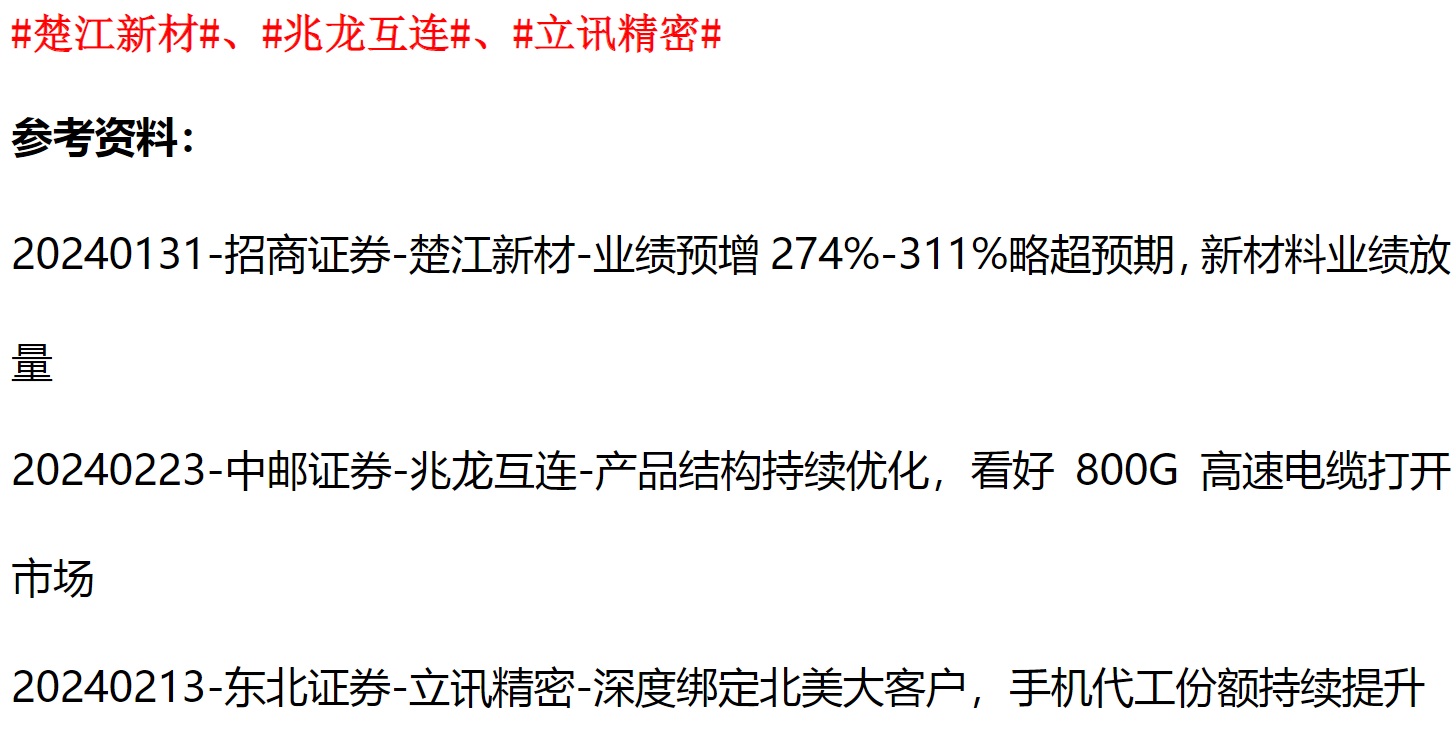 #楚江新材#、#兆龙互连#、#立讯精密#
参考资料：
20240131-招商证券-楚江新材-业绩预增 274%-311%略超预期，新材料业绩放
量
20240223-中邮证券-兆龙互连-产品结构持续优化，看好 800G 高速电缆打开
市场
20240213-东北证券-立讯精密-深度绑定北美大客户，手机代工份额持续提升